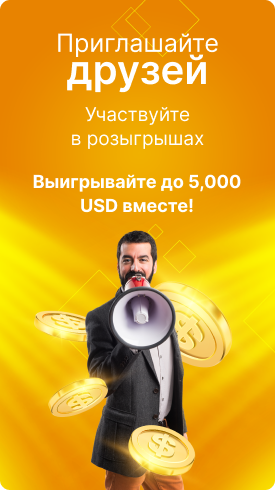 Приглашайте
друзей
Участвуйте
в розыгрышах
Выигрывайте до 5,000
USD вместе!